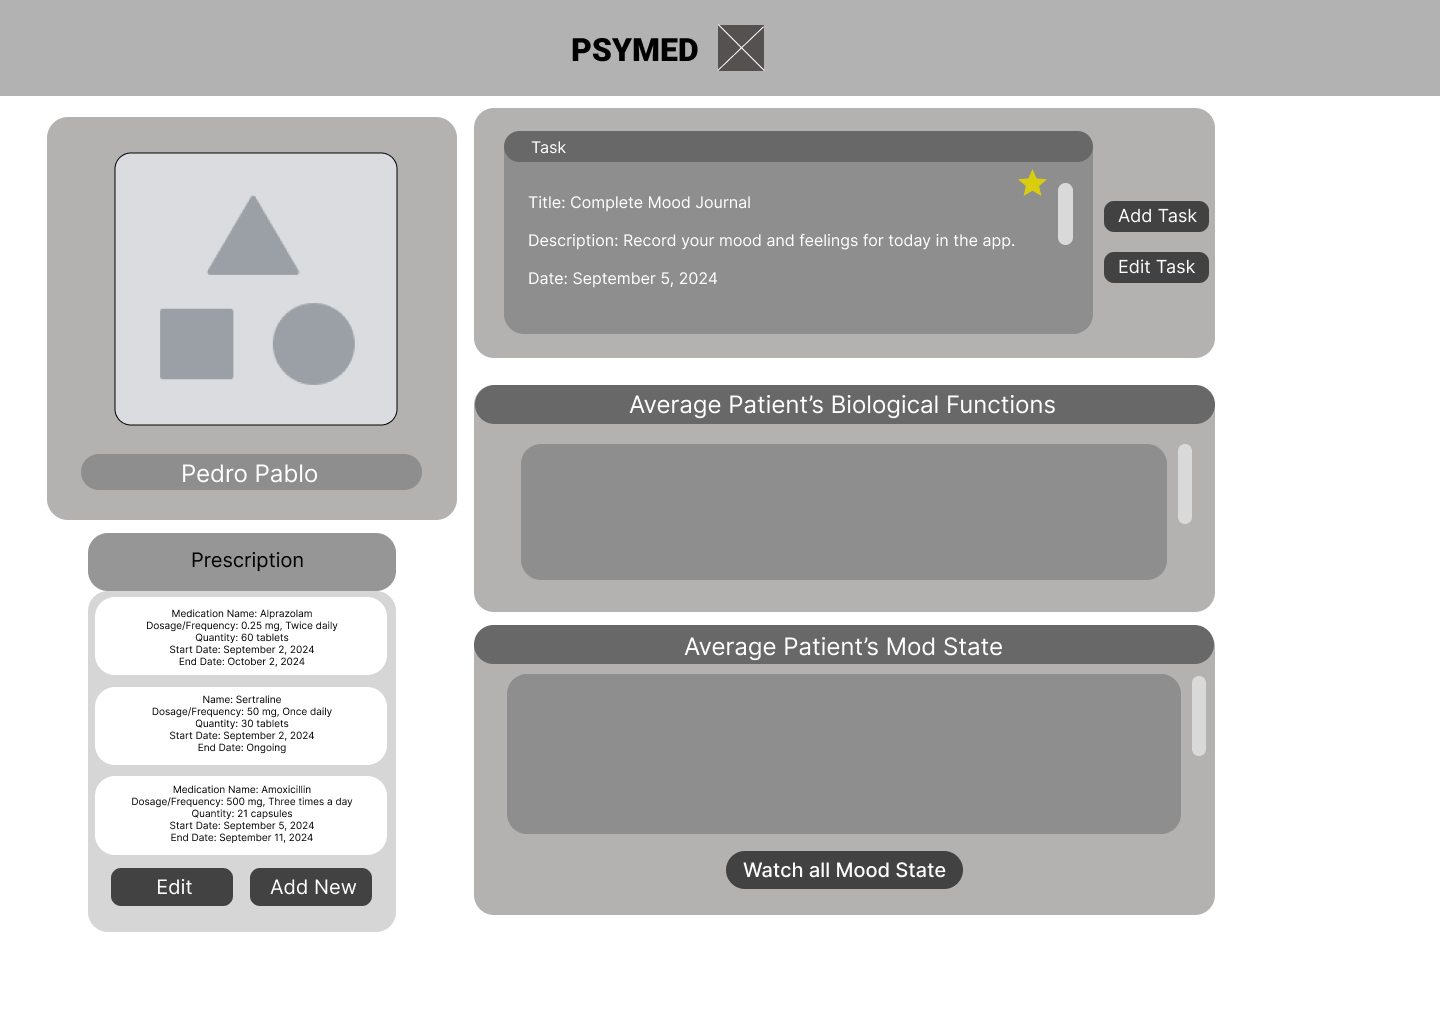 PSYMED
Pedro Pablo
Prescription
Medication Name: Alprazolam
Dosage/Frequency: 0.25 mg, Twice daily
Quantity: 60 tablets
Start Date: September 2, 2024
End Date: October 2, 2024
Name: Sertraline
Dosage/Frequency: 50 mg, Once daily
Quantity: 30 tablets
Start Date: September 2, 2024
End Date: Ongoing
Medication Name: Amoxicillin
Dosage/Frequency: 500 mg, Three times a day
Quantity: 21 capsules
Start Date: September 5, 2024
End Date: September 11, 2024
Edit
Add New
Task
Title: Complete Mood Journal
Description: Record your mood and feelings for today in the app.
Date: September 5, 2024
Add Task
Edit Task
Average Patient’s Biological Functions
Average Patient’s Mod State
Watch all Mood State